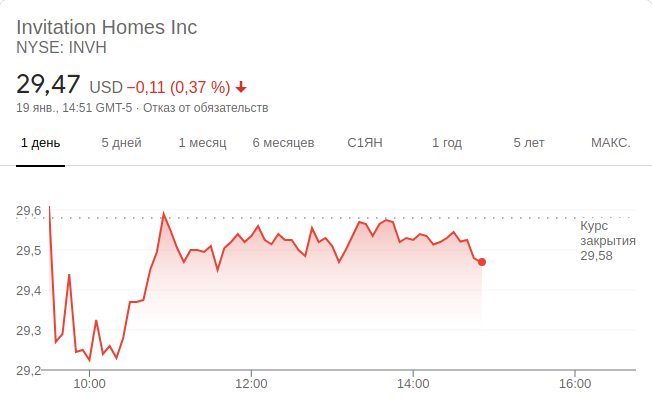 Invitation Homes Inc
NYSE: INVH
29,47 USD −0,11 (0,37 %)
19 янв., 14:51 GMT-5 · Отказ от обязательств
1 день 5 дней 1 месяц 6 месяцев С1ЯН 1 год 5 лет МАКС.
29,6
Курс
закрытия
29,58
29,5
29,4
29,3
29,2
10:00 12:00 14:00 16:00